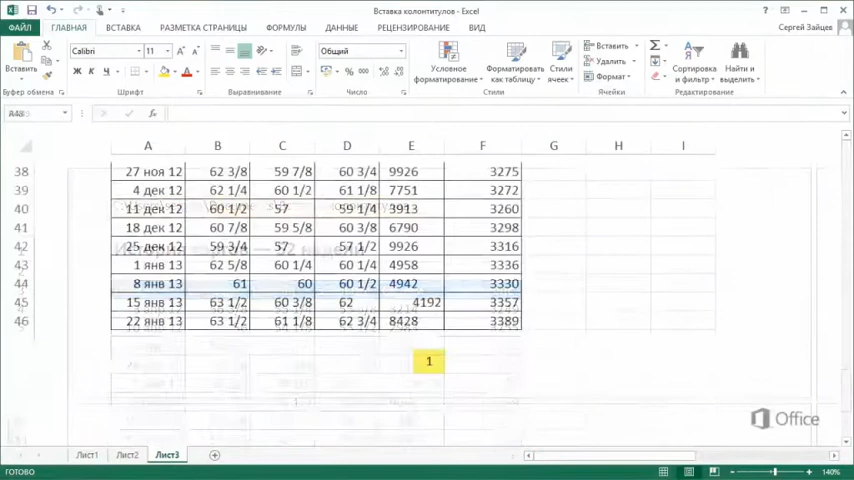 Вставка колонтитулов - Excel
ФАЙЛ ГЛАВНАЯ ВСТАВКА РАЗМЕТКА СТРАНИЦЫ ФОРМУЛЫ ДАННЫЕ РЕЦЕНЗИРОВАНИЕ ВИД Сергей Зайцев
Вставить
Calibri 11
Ж К Ч
Общий
Условное форматирование
Форматировать как таблицу
Стили ячеек
Вставить
Удалить
Формат
Сортировка и фильтр
Найти и выделить
Буфер обмена Шрифт Выравнивание Число Стили Ячейки Редактирование
A B C D E F G H I
38 27 ноя 12 62 3/8 59 7/8 60 3/4 9926 3275
39 4 дек 12 62 1/4 60 1/2 61 1/8 7751 3272
40 11 дек 12 60 1/2 57 59 1/4 3913 3260
41 18 дек 12 60 7/8 59 5/8 60 3/8 6790 3298
42 25 дек 12 59 3/4 57 57 1/2 9926 3316
43 1 янв 13 62 5/8 60 1/4 60 1/4 4958 3336
44 8 янв 13 61 60 60 1/2 4942 3330
45 15 янв 13 63 1/2 60 3/8 62 4192 3357
46 22 янв 13 63 1/2 61 1/8 62 3/4 8428 3389
1
Office
Лист1 Лист2 Лист3
ГОТОВО 140%